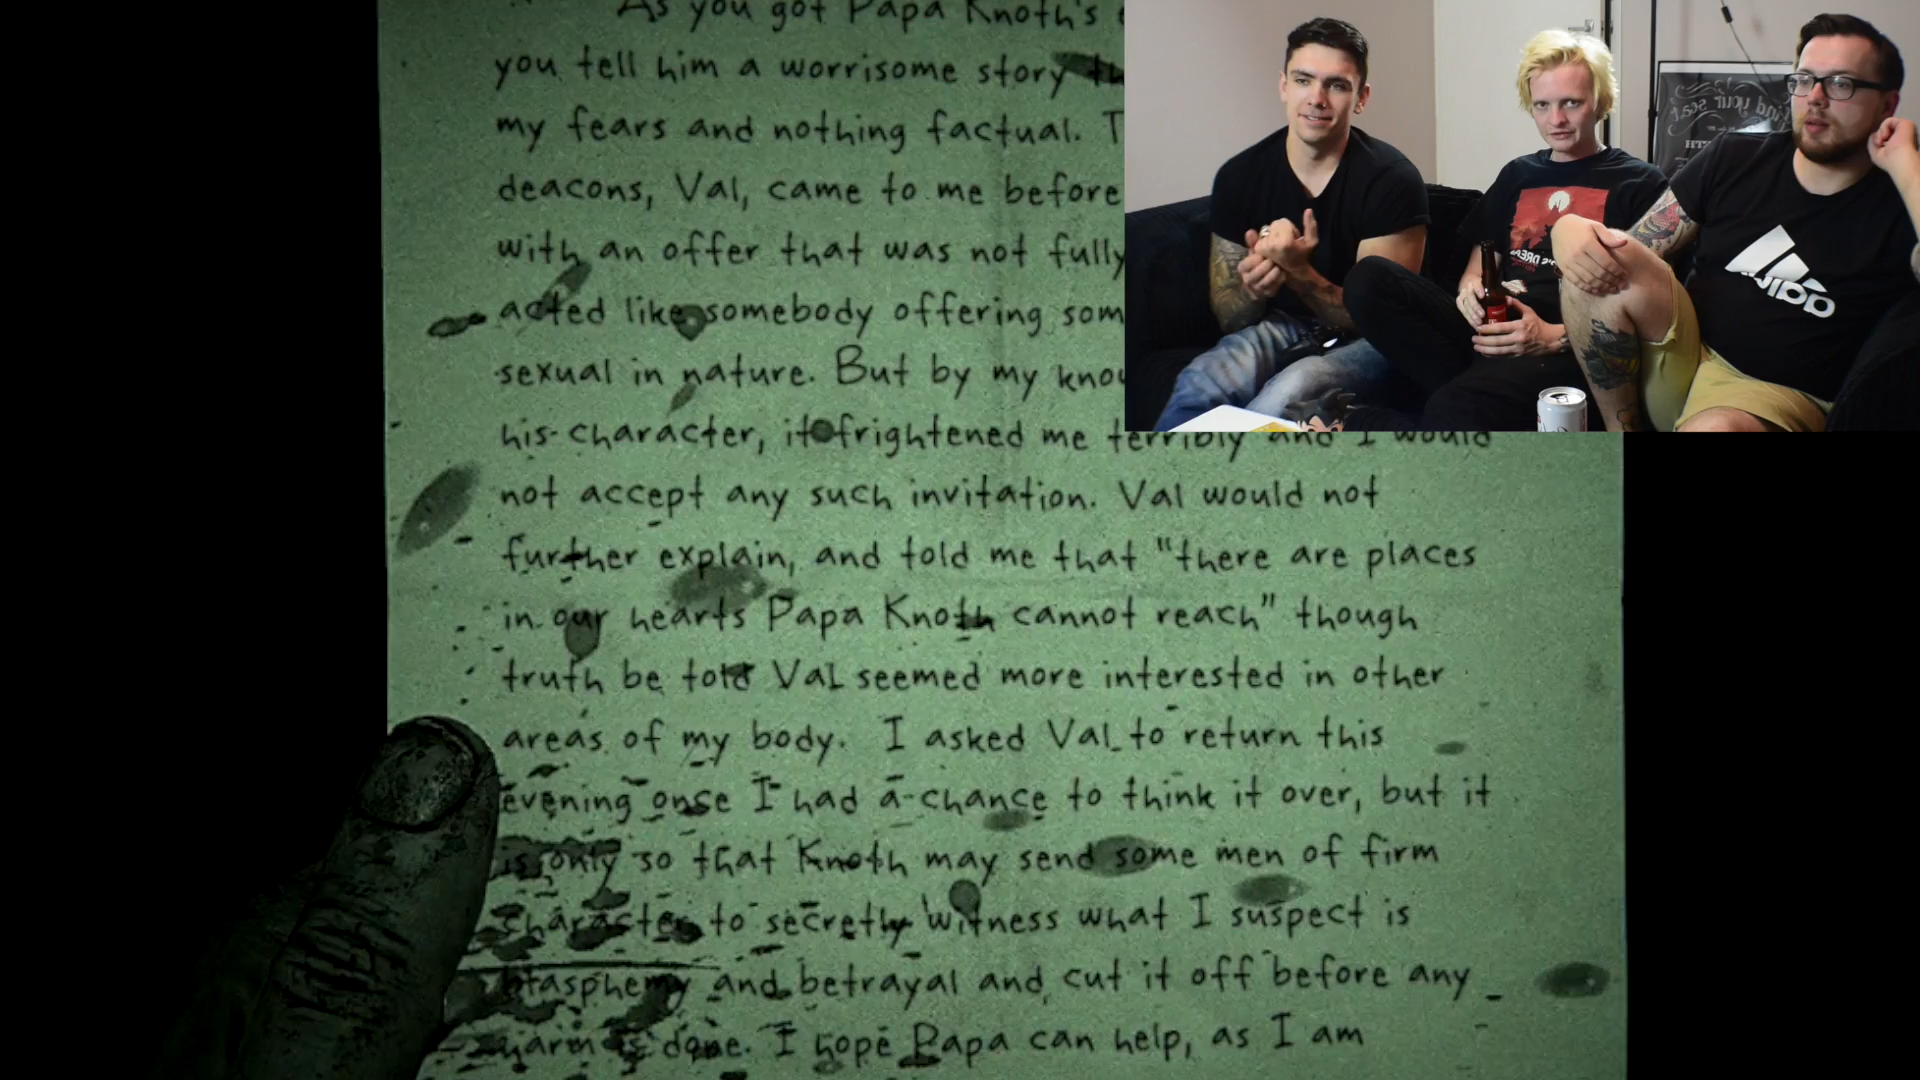 As you got Papa Knoth's
you tell him a worrisome story
my fears and nothing factual.
deacons, Val, came to me before
with an offer that was not fully
acted like somebody offering
sexual in nature. But by my
his character, it frightened me terribly and I would
not accept any such invitation. Val would not
further explain, and told me that "there are places
in our hearts Papa Knoth cannot reach" though
truth be told Val seemed more interested in other
areas of my body. I asked Val to return this
evening onse I had a chance to think it over, but it
is only so that Knoth may send some men of firm
character to secretly witness what I suspect is
blasphemy and betrayal and cut it off before any
harm is done. I hope Papa can help, as I am
find your
seat
adidas